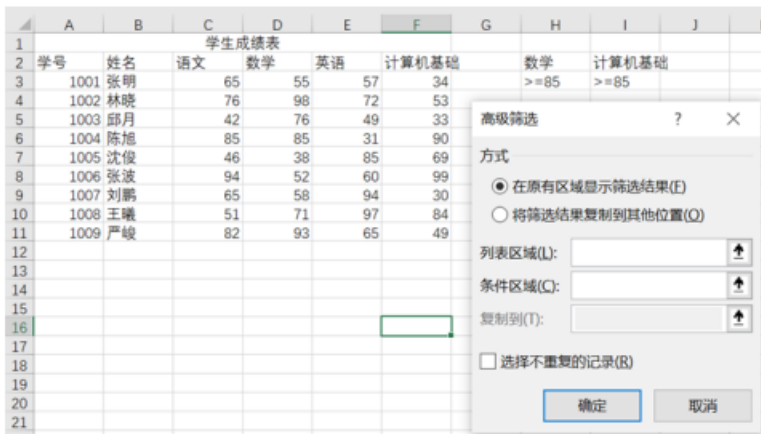 A B C D E F G H I J
1 学生成绩表
2 学号 姓名 语文 数学 英语 计算机基础 数学 计算机基础
3 1001 张明 65 55 57 34 >=85 >=85
4 1002 林晓 76 98 72 53
5 1003 邱月 42 76 49 33
6 1004 陈旭 85 85 31 90
7 1005 沈俊 46 38 85 69
8 1006 张波 94 52 60 99
9 1007 刘鹏 65 58 94 30
10 1008 王曦 51 71 97 84
11 1009 严峻 82 93 65 49
12
13
14
15
16
17
18
19
20
21
高级筛选 ? ×
方式
在原有区域显示筛选结果(F)
将筛选结果复制到其他位置(O)
列表区域(L):
条件区域(C):
复制到(T):
选择不重复的记录(R)
确定 取消